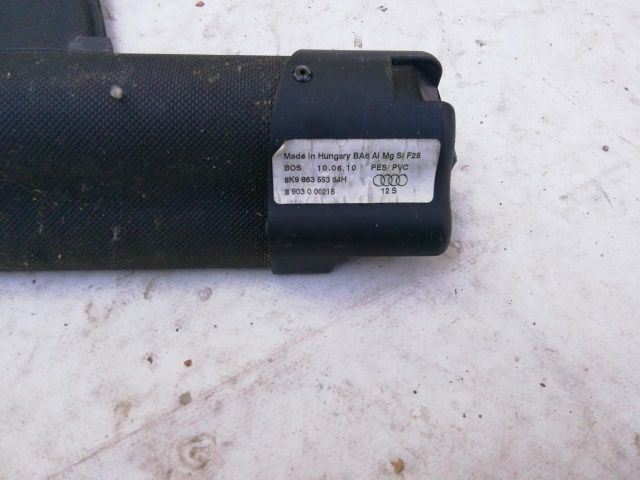 Made in Hungary BA6 Al Mg Si F25
BOS 10.06.10 PES/PVC
8K9 863 553 94H
8 903 0 00216 12 S